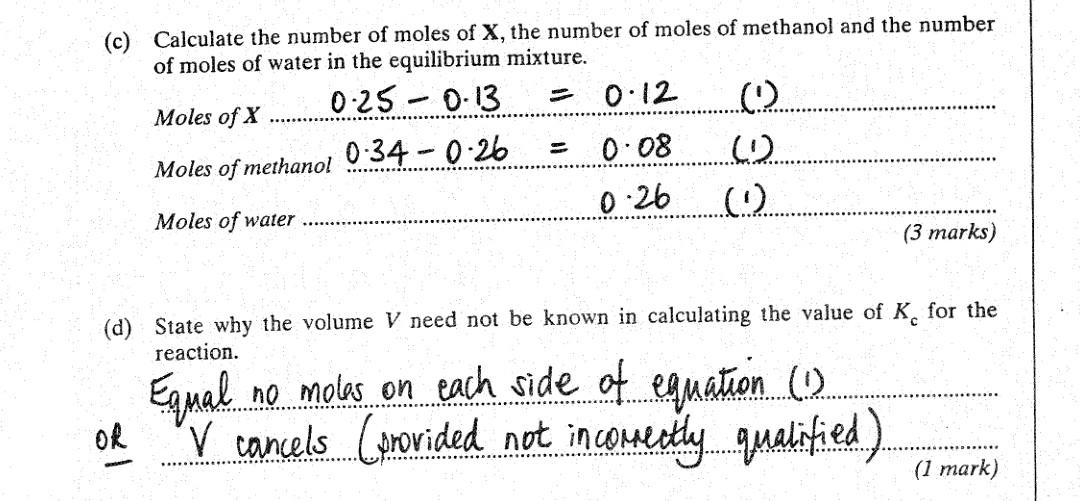 (c) Calculate the number of moles of X, the number of moles of methanol and the number
of moles of water in the equilibrium mixture.
Moles of X 0.25 - 0.13 = 0.12 (1)
Moles of methanol 0.34 - 0.26 = 0.08 (1)
Moles of water 0.26 (1)
(3 marks)
(d) State why the volume V need not be known in calculating the value of Kc for the
reaction.
Equal no moles on each side of equation (1)
OR V cancels (provided not incorrectly qualified)
(1 mark)